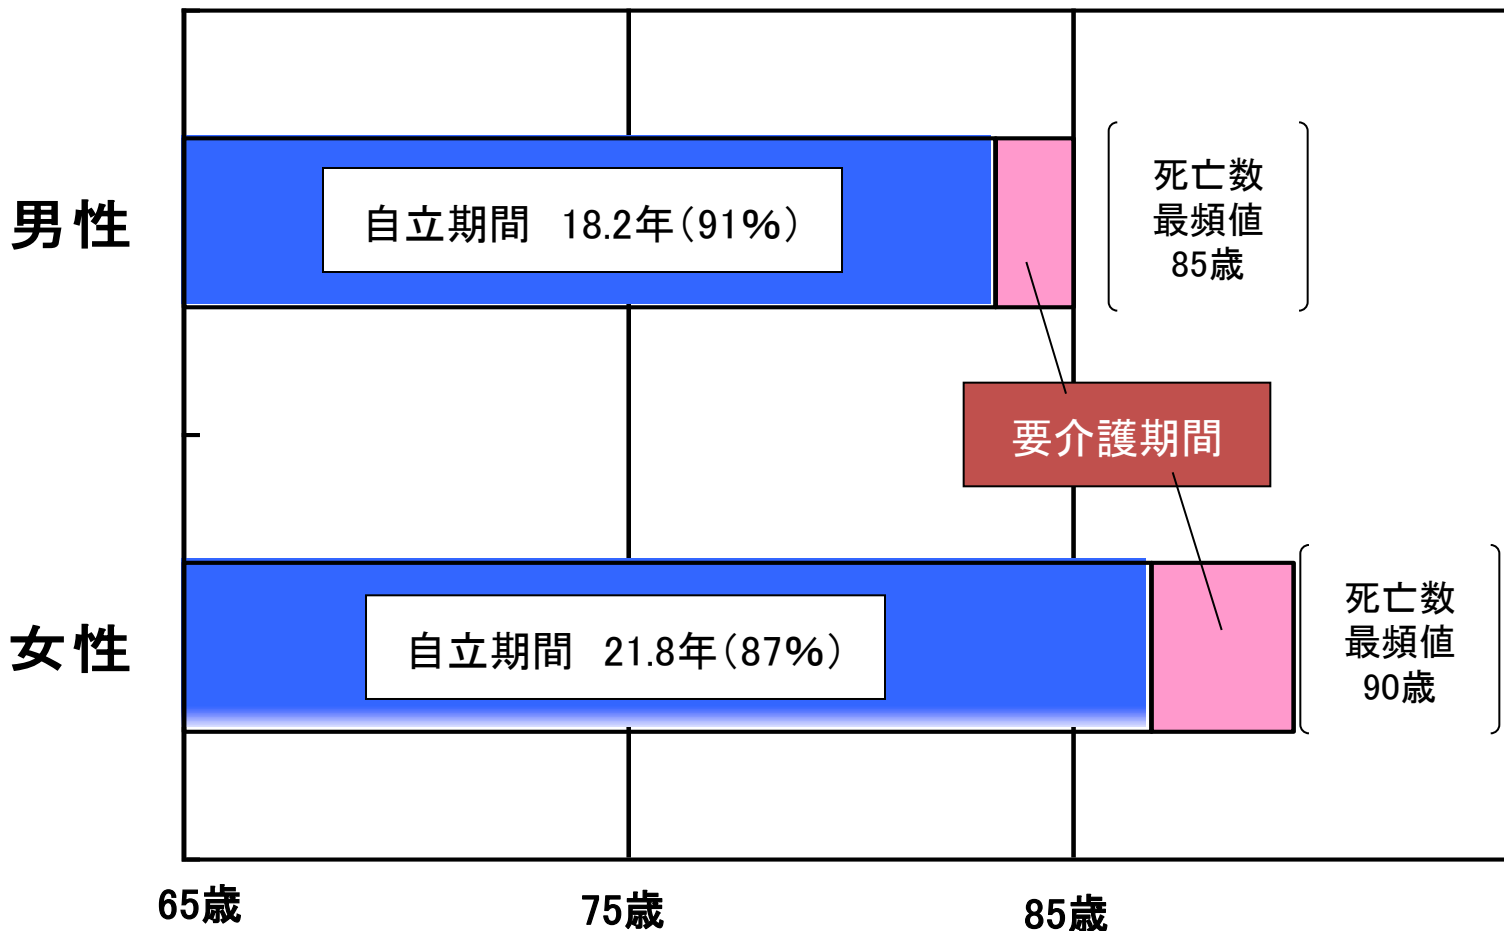 男性
自立期間 18.2年（91％）
死亡数
最頻値
85歳
要介護期間
女性
自立期間 21.8年（87％）
死亡数
最頻値
90歳
65歳
75歳
85歳